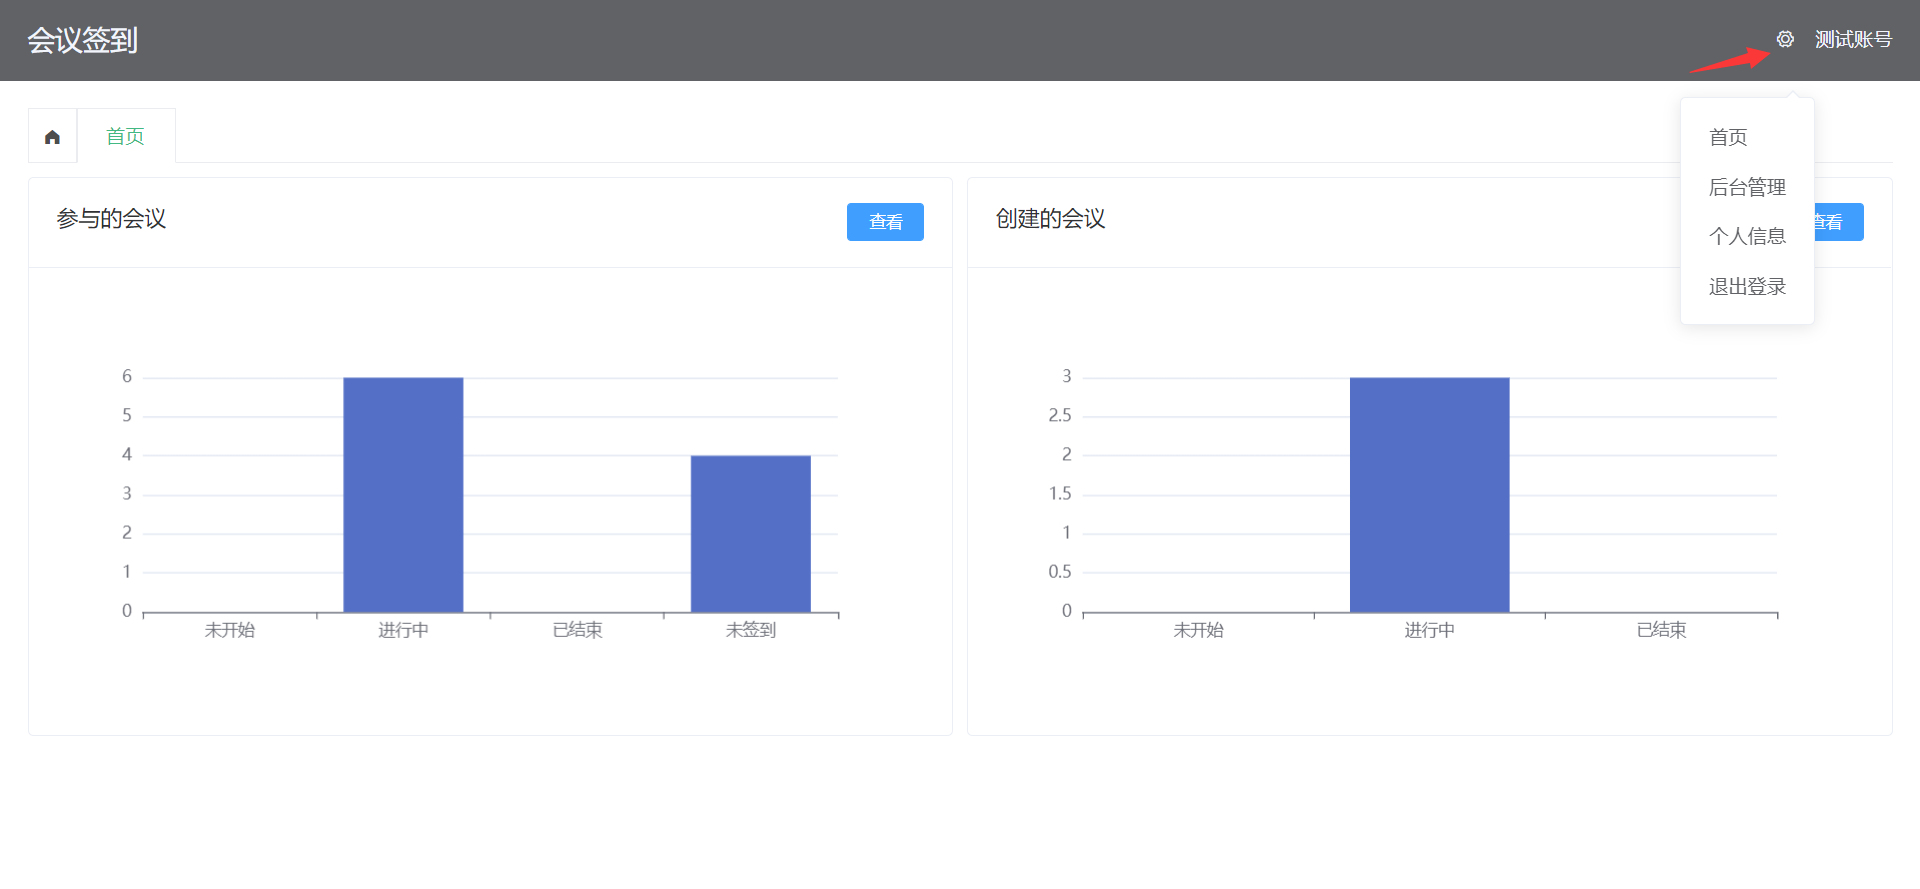 会议签到
测试账号
首页
首页
后台管理
个人信息
退出登录
参与的会议
查看
6
5
4
3
2
1
0
未开始
进行中
已结束
未签到
创建的会议
查看
3
2.5
2
1.5
1
0.5
0
未开始
进行中
已结束